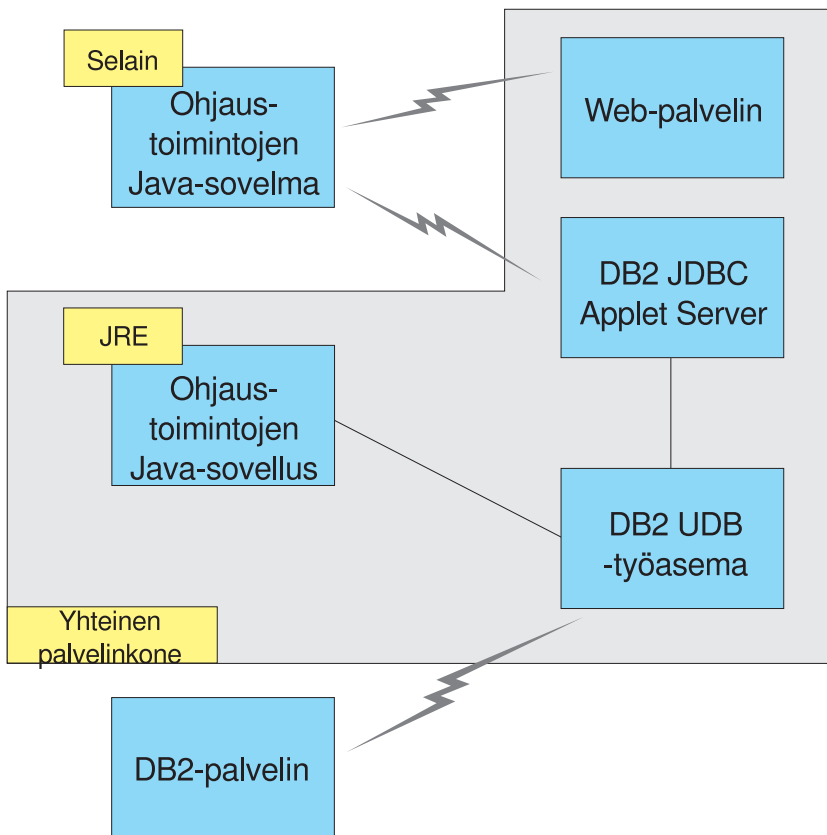 Selain
Ohjaus-
toimintojen
Java-sovelma
Web-palvelin
DB2 JDBC
Applet Server
JRE
Ohjaus-
toimintojen
Java-sovellus
DB2 UDB
-työasema
Yhteinen
palvelinkone
DB2-palvelin